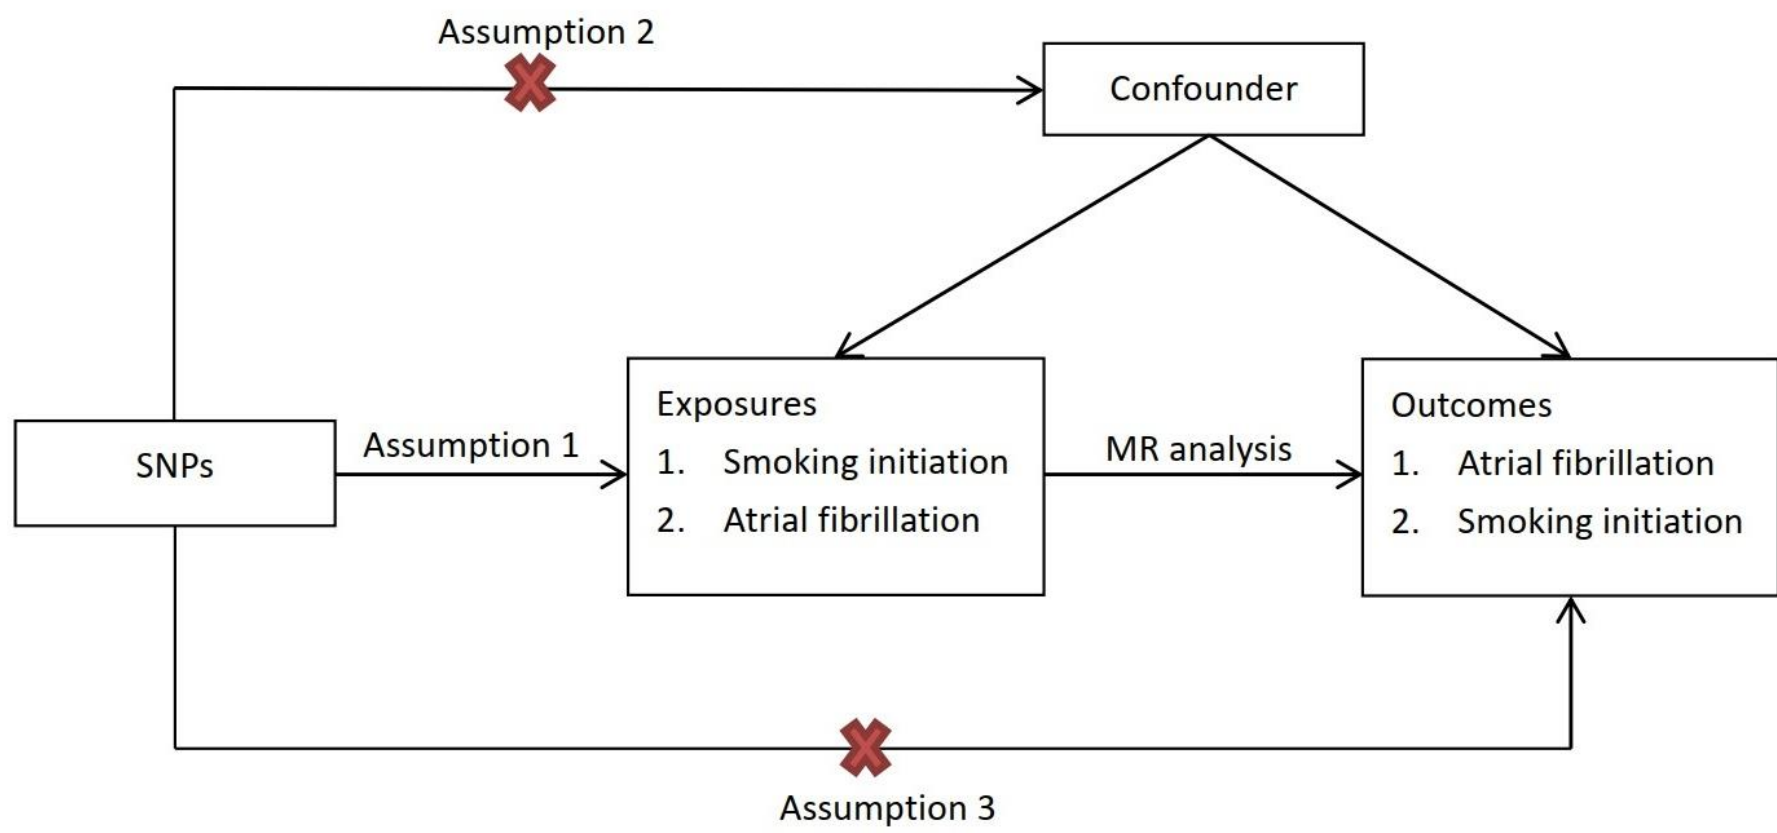 Assumption 2
Confounder
SNPs
Assumption 1
Exposures
1. Smoking initiation
2. Atrial fibrillation
MR analysis
Outcomes
1. Atrial fibrillation
2. Smoking initiation
Assumption 3